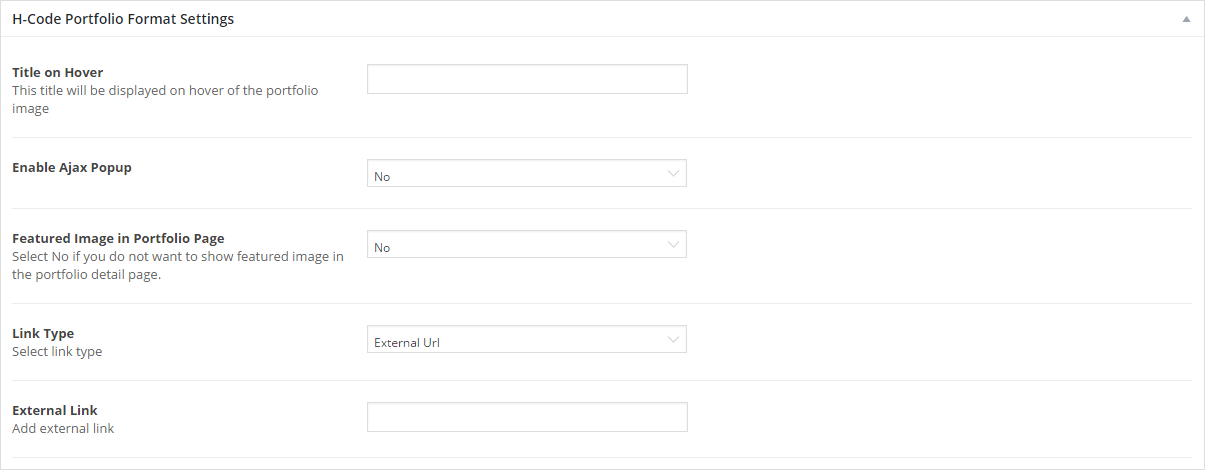 H-Code Portfolio Format Settings
Title on Hover
This title will be displayed on hover of the portfolio
image
Enable Ajax Popup
No
Featured Image in Portfolio Page
Select No if you do not want to show featured image in
the portfolio detail page.
No
Link Type
Select link type
External Url
External Link
Add external link